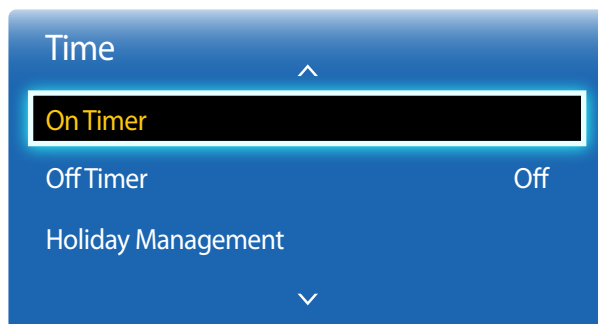 Time
On Timer
Off Timer Off
Holiday Management